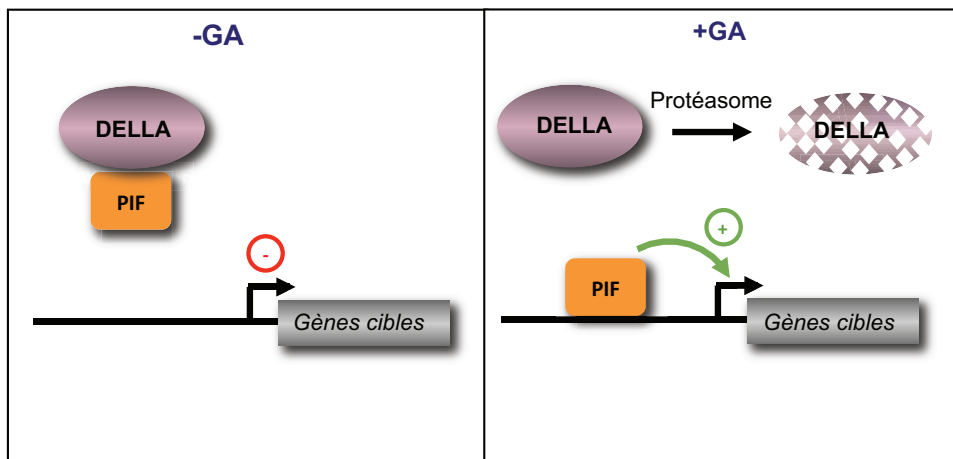 -GA
DELLA
PIF
-
Gènes cibles
+GA
Protéasome
DELLA
DELLA
+
PIF
Gènes cibles